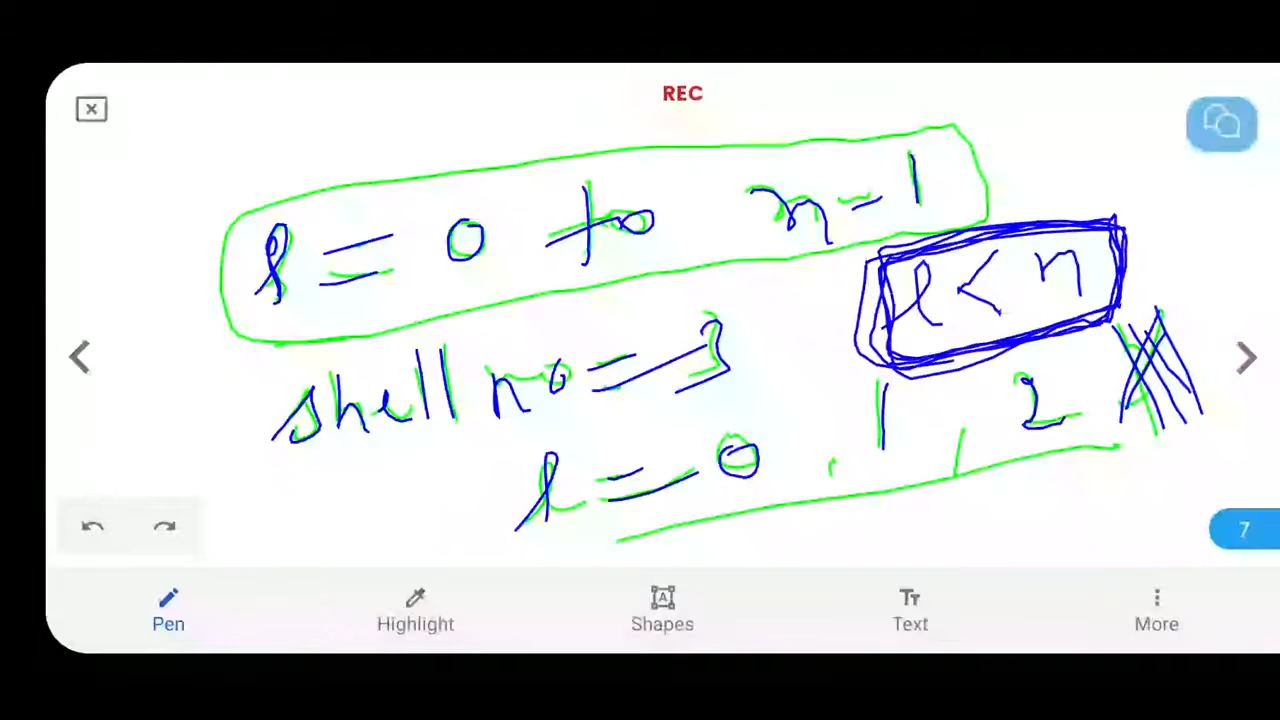 REC
l = 0 to n - 1
l < n
shell no = 3
l = 0, 1, 2
7
Pen
Highlight
Shapes
Text
More